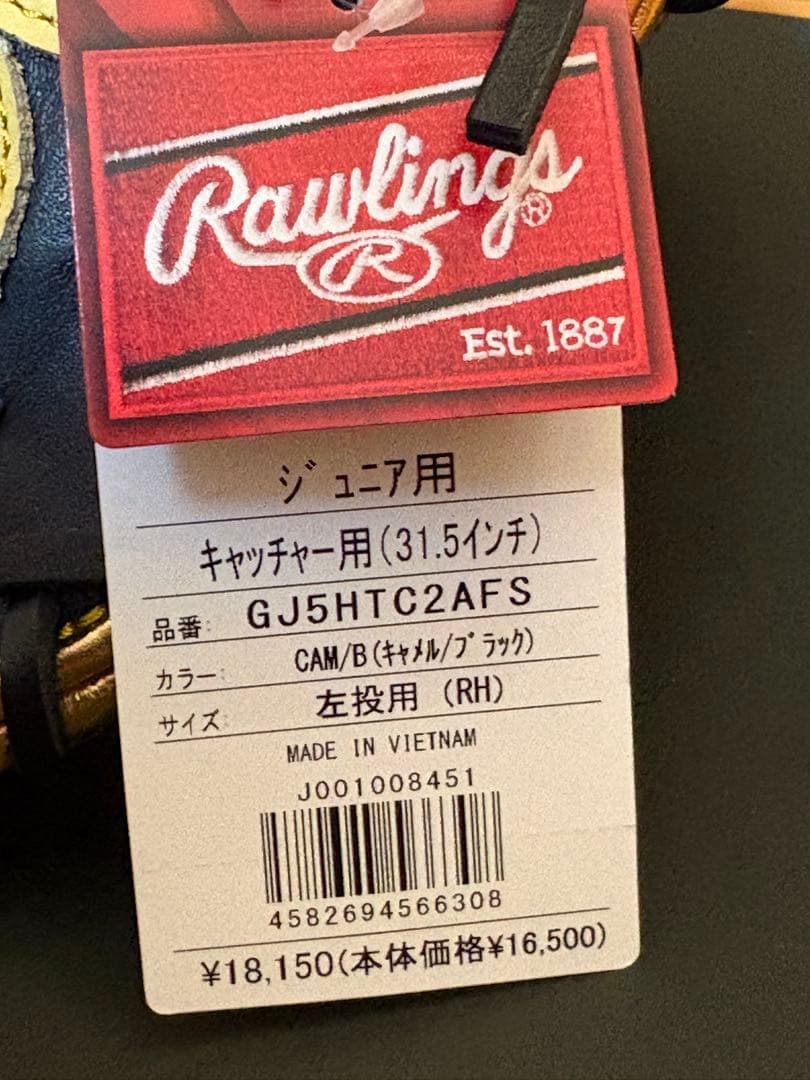 Rawlings®
R
Est. 1887
ジュニア用
キャッチャー用(31.5インチ)
品番: GJ5HTC2AFS
カラー: CAM/B(ｷｬﾒﾙ/ﾌﾞﾗｯｸ)
サイズ: 左投用 (RH)
MADE IN VIETNAM
J001008451
4582694566308
¥18,150(本体価格¥16,500)